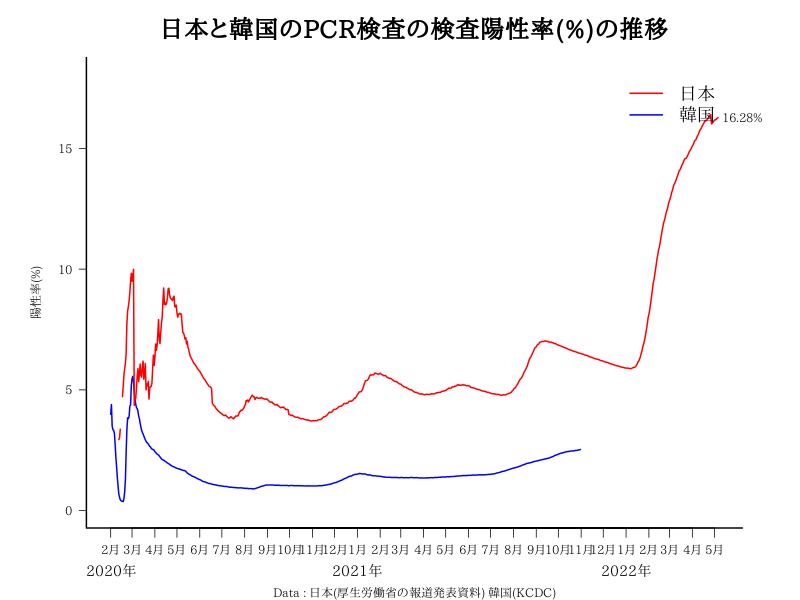 日本と韓国のPCR検査の検査陽性率(%)の推移
日本
韓国
16.28%
15
10
5
0
陽性率(%)
2月 3月 4月 5月 6月 7月 8月 9月 10月 11月 12月 1月 2月 3月 4月 5月 6月 7月 8月 9月 10月 11月 12月 1月 2月 3月 4月 5月
2020年 2021年 2022年
Data : 日本(厚生労働省の報道発表資料) 韓国(KCDC)